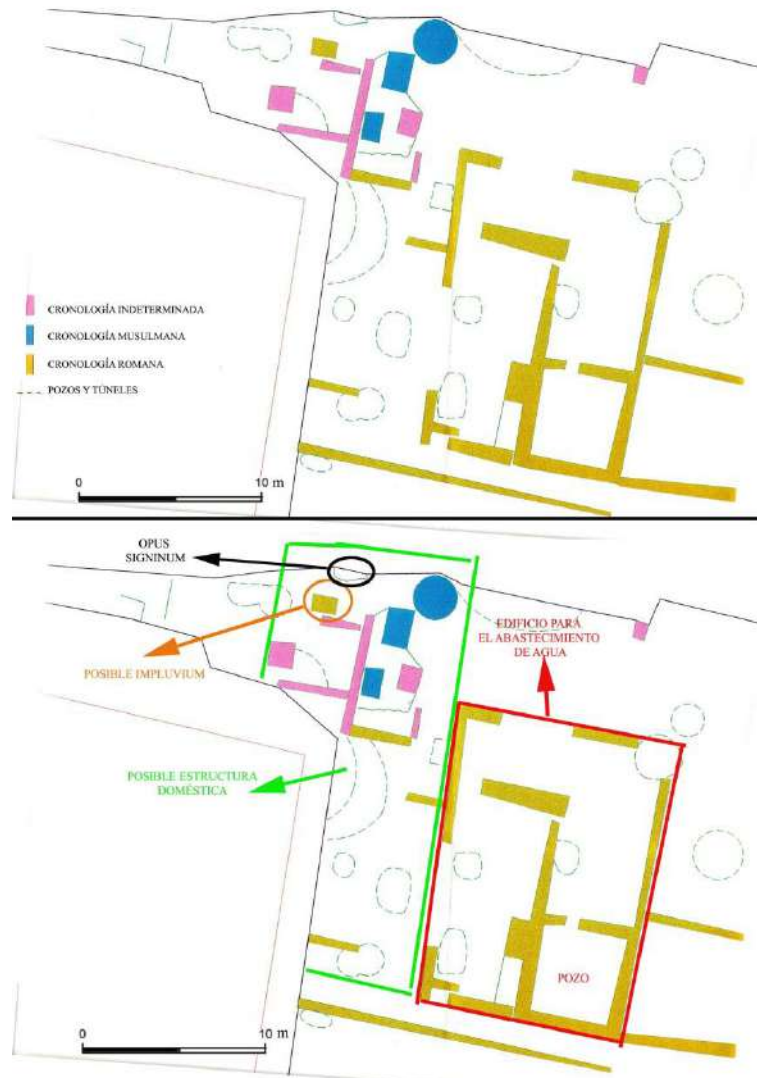 CRONOLOGÍA INDETERMINADA
CRONOLOGÍA MUSULMANA
CRONOLOGÍA ROMANA
POZOS Y TÚNELES
0 10 m
OPUS
SIGNINUM
EDIFICIO PARA
EL ABASTECIMIENTO
DE AGUA
POSIBLE IMPLUVIUM
POSIBLE ESTRUCTURA
DOMÉSTICA
POZO
0 10 m